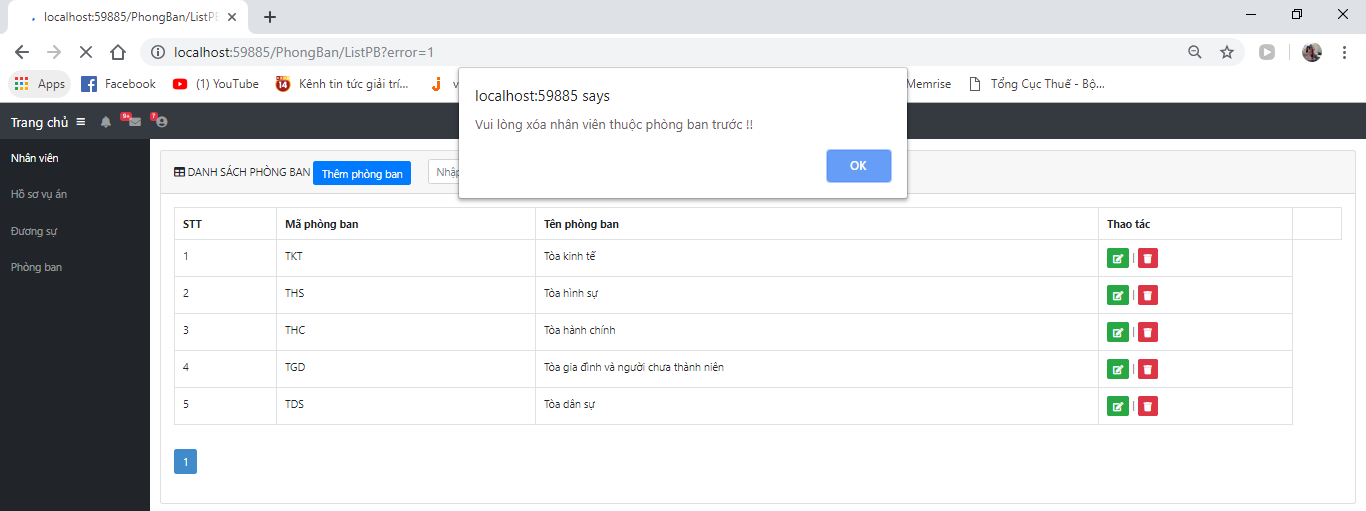 localhost:59885/PhongBan/ListPB
localhost:59885/PhongBan/ListPB?error=1
Apps Facebook (1) YouTube Kênh tin tức giải trí... Memrise Tổng Cục Thuế - Bộ...
localhost:59885 says
Vui lòng xóa nhân viên thuộc phòng ban trước !!
OK
Trang chủ 9+ 7
Nhân viên
Hồ sơ vụ án
Đương sự
Phòng ban
DANH SÁCH PHÒNG BAN Thêm phòng ban Nhập
STT Mã phòng ban Tên phòng ban Thao tác
1 TKT Tòa kinh tế |
2 THS Tòa hình sự |
3 THC Tòa hành chính |
4 TGD Tòa gia đình và người chưa thành niên |
5 TDS Tòa dân sự |
1